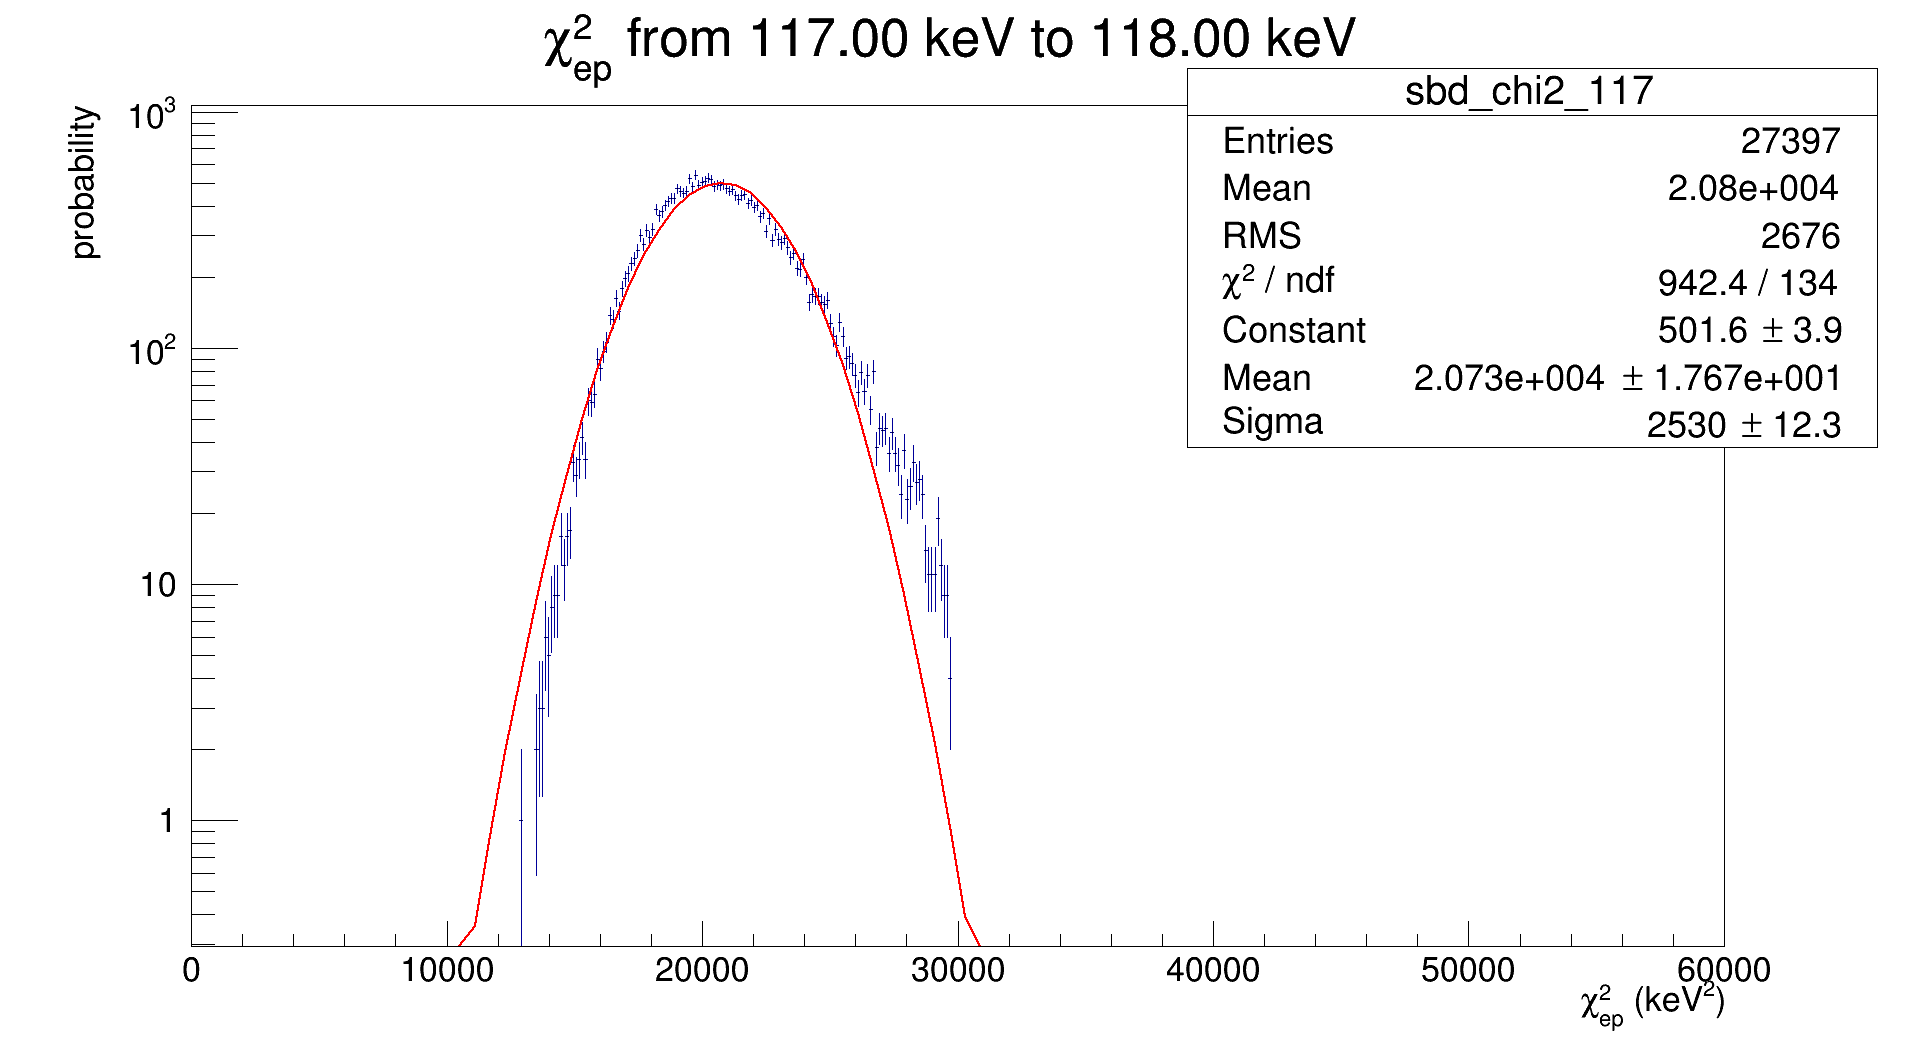 χ²ep from 117.00 keV to 118.00 keV
sbd_chi2_117
Entries 27397
Mean 2.08e+004
RMS 2676
χ² / ndf 942.4 / 134
Constant 501.6 ± 3.9
Mean 2.073e+004 ± 1.767e+001
Sigma 2530 ± 12.3
probability
10³
10²
10
1
0 10000 20000 30000 40000 50000 60000
χ²ep (keV²)